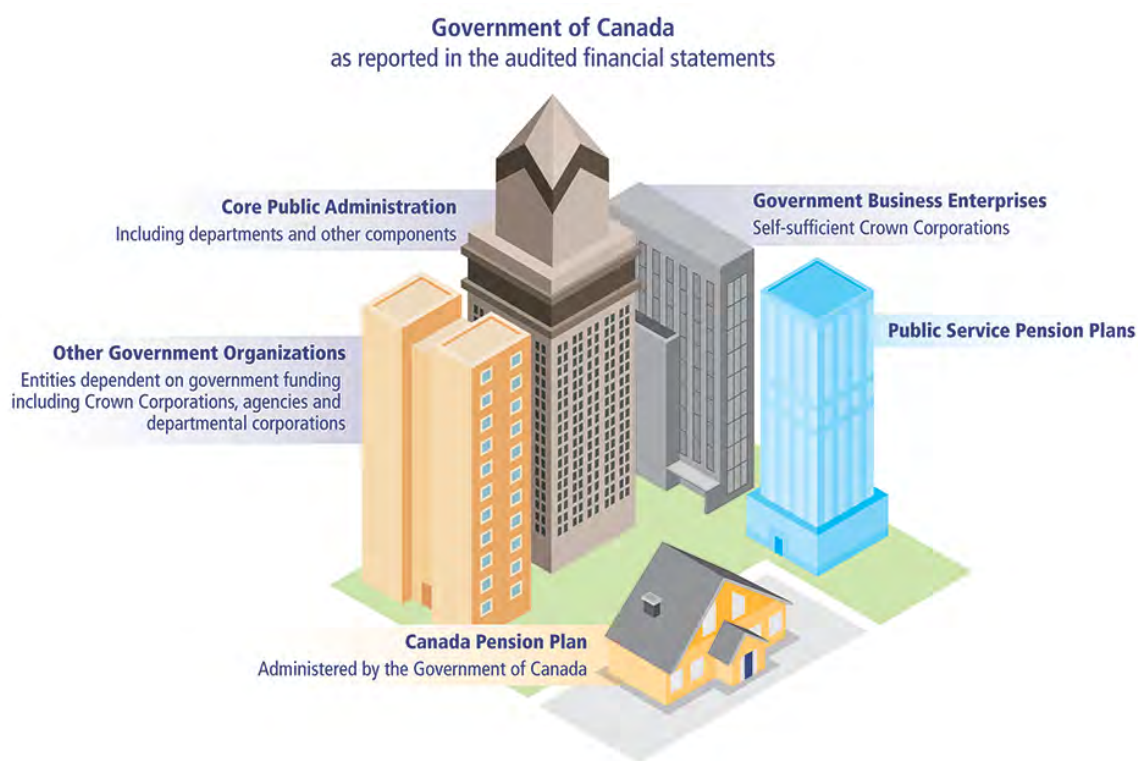 Government of Canada
as reported in the audited financial statements
Core Public Administration
Including departments and other components
Government Business Enterprises
Self-sufficient Crown Corporations
Public Service Pension Plans
Other Government Organizations
Entities dependent on government funding
including Crown Corporations, agencies and
departmental corporations
Canada Pension Plan
Administered by the Government of Canada